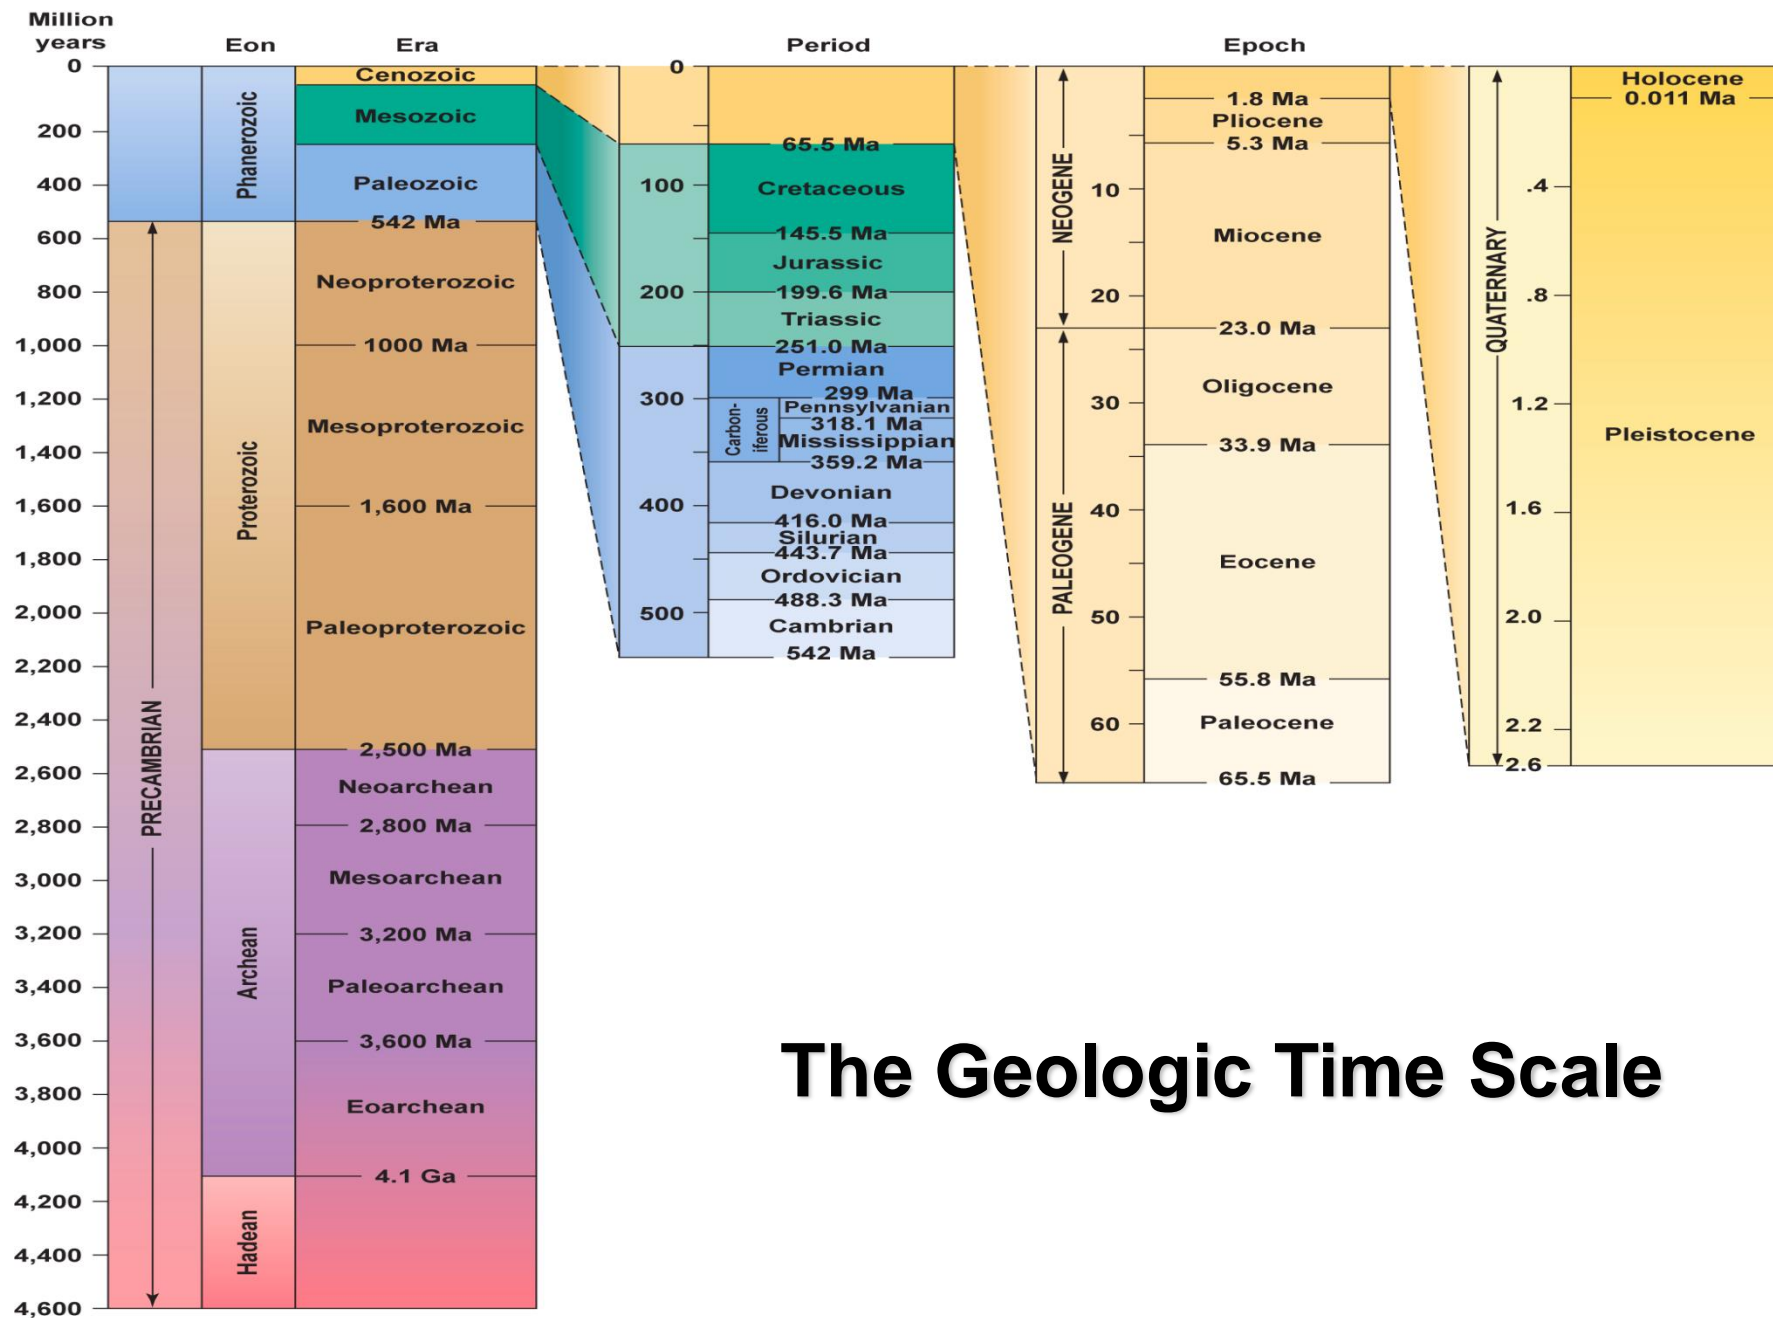 Million
years
Eon
Era
Period
Epoch
0
200
400
600
800
1,000
1,200
1,400
1,600
1,800
2,000
2,200
2,400
2,600
2,800
3,000
3,200
3,400
3,600
3,800
4,000
4,200
4,400
4,600
PRECAMBRIAN
Phanerozoic
Proterozoic
Archean
Hadean
Cenozoic
Mesozoic
Paleozoic
542 Ma
Neoproterozoic
1000 Ma
Mesoproterozoic
1,600 Ma
Paleoproterozoic
2,500 Ma
Neoarchean
2,800 Ma
Mesoarchean
3,200 Ma
Paleoarchean
3,600 Ma
Eoarchean
4.1 Ga
0
100
200
300
400
500
65.5 Ma
Cretaceous
145.5 Ma
Jurassic
199.6 Ma
Triassic
251.0 Ma
Permian
299 Ma
Carbon-
iferous
Pennsylvanian
318.1 Ma
Mississippian
359.2 Ma
Devonian
416.0 Ma
Silurian
443.7 Ma
Ordovician
488.3 Ma
Cambrian
542 Ma
NEOGENE
PALEOGENE
10
20
30
40
50
60
1.8 Ma
Pliocene
5.3 Ma
Miocene
23.0 Ma
Oligocene
33.9 Ma
Eocene
55.8 Ma
Paleocene
65.5 Ma
QUATERNARY
.4
.8
1.2
1.6
2.0
2.2
2.6
Holocene
0.011 Ma
Pleistocene
The Geologic Time Scale